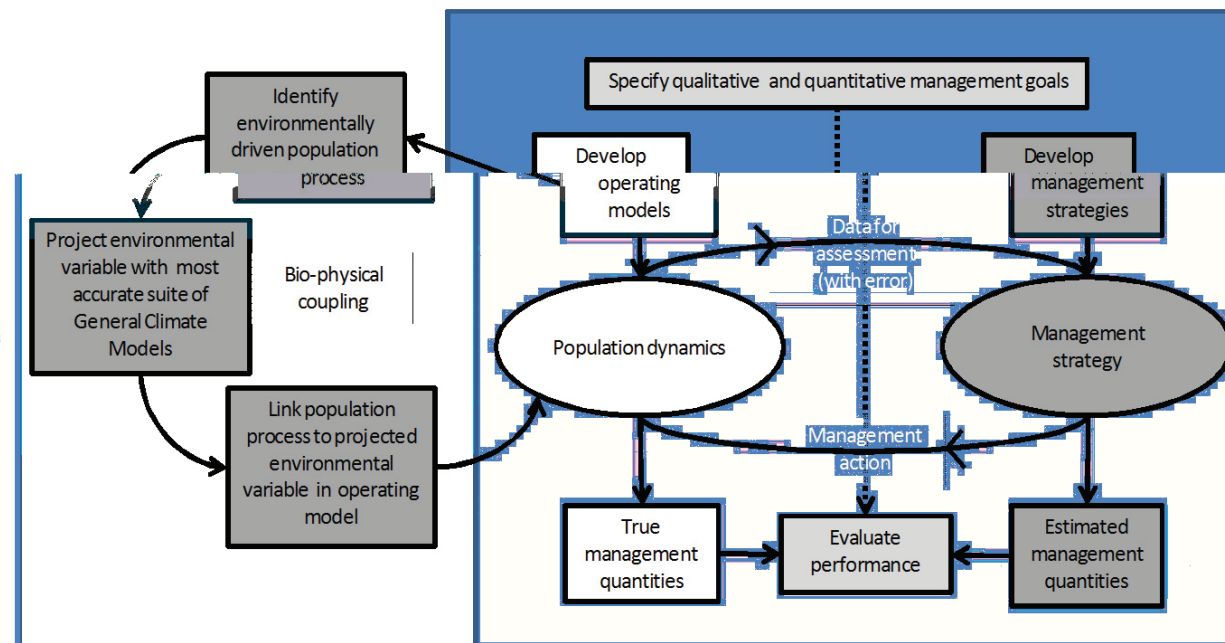 Specify qualitative and quantitative management goals
Identify
environmentally
driven population
process
Develop
operating
models
Develop
management
strategies
Project environmental
variable with most
accurate suite of
General Climate
Models
Bio-physical
coupling
Data for
assessment
(with error)
Population dynamics
Management
strategy
Link population
process to projected
environmental
variable in operating
model
Management
action
True
management
quantities
Evaluate
performance
Estimated
management
quantities